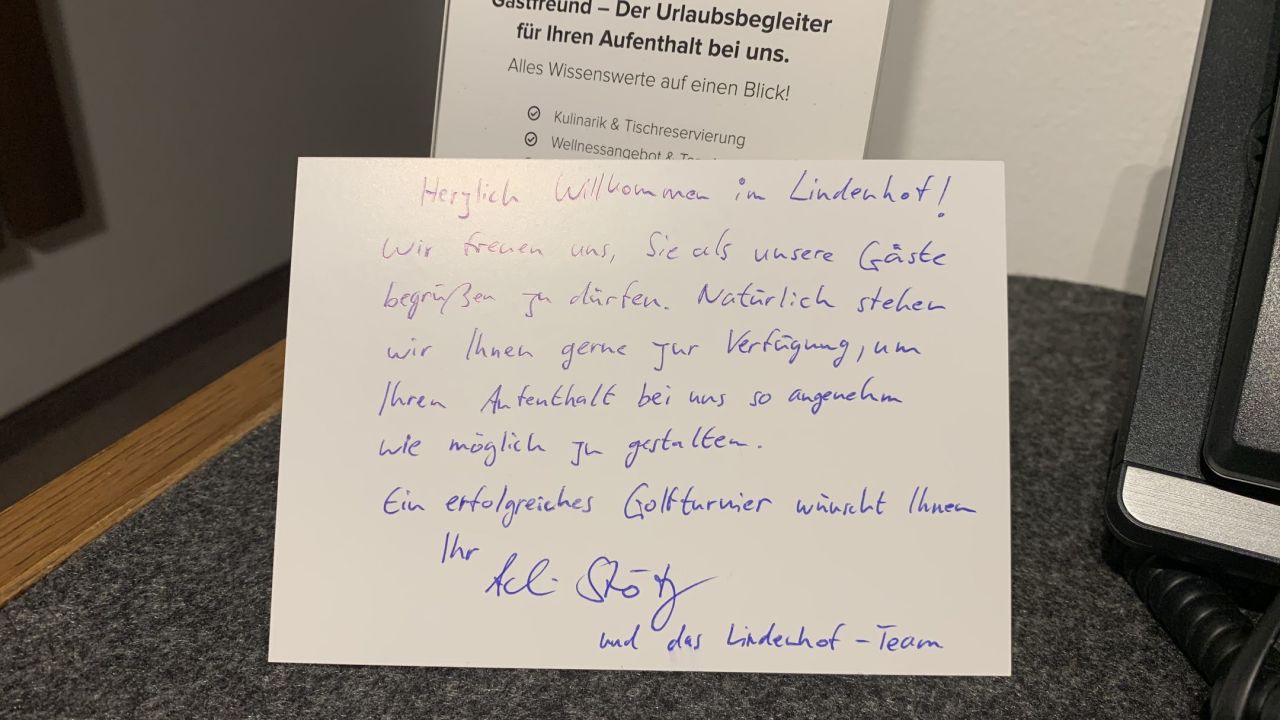 Gastfreund – Der Urlaubsbegleiter
für Ihren Aufenthalt bei uns.
Alles Wissenswerte auf einen Blick!
Kulinarik & Tischreservierung
Wellnessangebot &
Herzlich Willkommen im Lindenhof!
Wir freuen uns, Sie als unsere Gäste
begrüßen zu dürfen. Natürlich stehen
wir Ihnen gerne zur Verfügung, um
Ihren Aufenthalt bei uns so angenehm
wie möglich zu gestalten.
Ein erfolgreiches Golfturnier wünscht Ihnen
Ihr
und das Lindenhof-Team